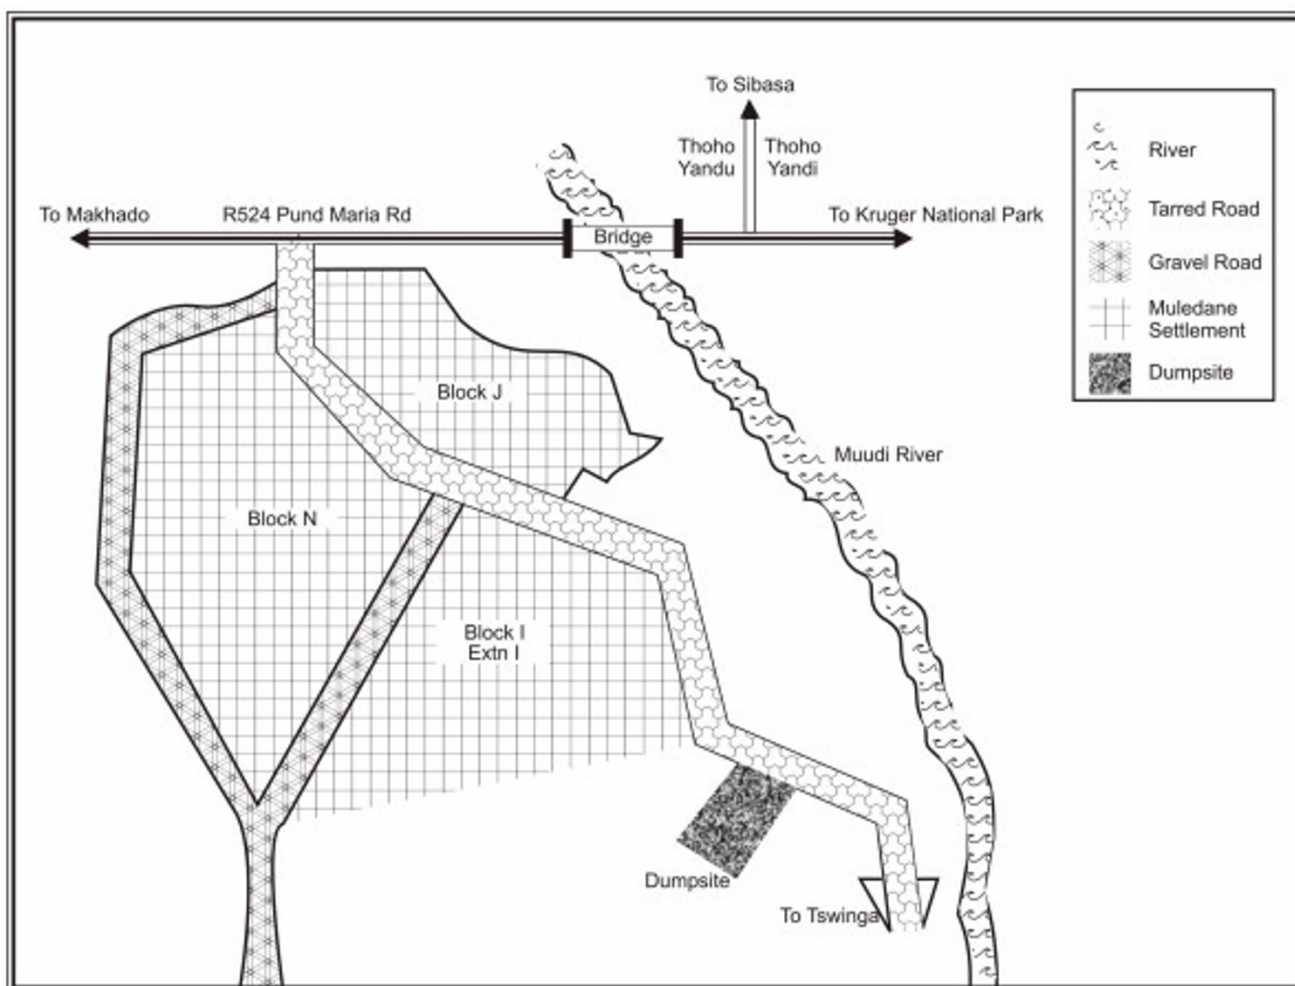 To Sibasa
Thoho
Yandu
Thoho
Yandi
To Makhado
R524 Pund Maria Rd
Bridge
To Kruger National Park
River
Tarred Road
Gravel Road
Muledane
Settlement
Dumpsite
Block J
Muudi River
Block N
Block I
Extn I
Dumpsite
To Tswinga